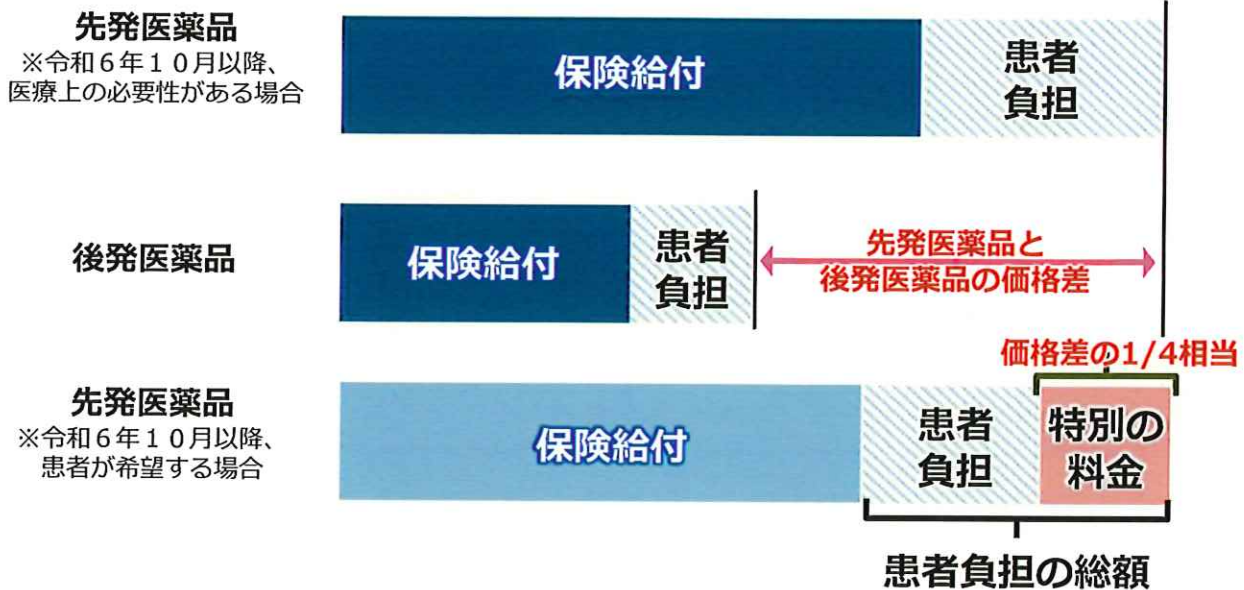 先発医薬品
※令和6年１０月以降、
医療上の必要性がある場合
保険給付
患者
負担
後発医薬品
保険給付
患者
負担
先発医薬品と
後発医薬品の価格差
価格差の1/4相当
先発医薬品
※令和6年１０月以降、
患者が希望する場合
保険給付
患者
負担
特別の
料金
患者負担の総額